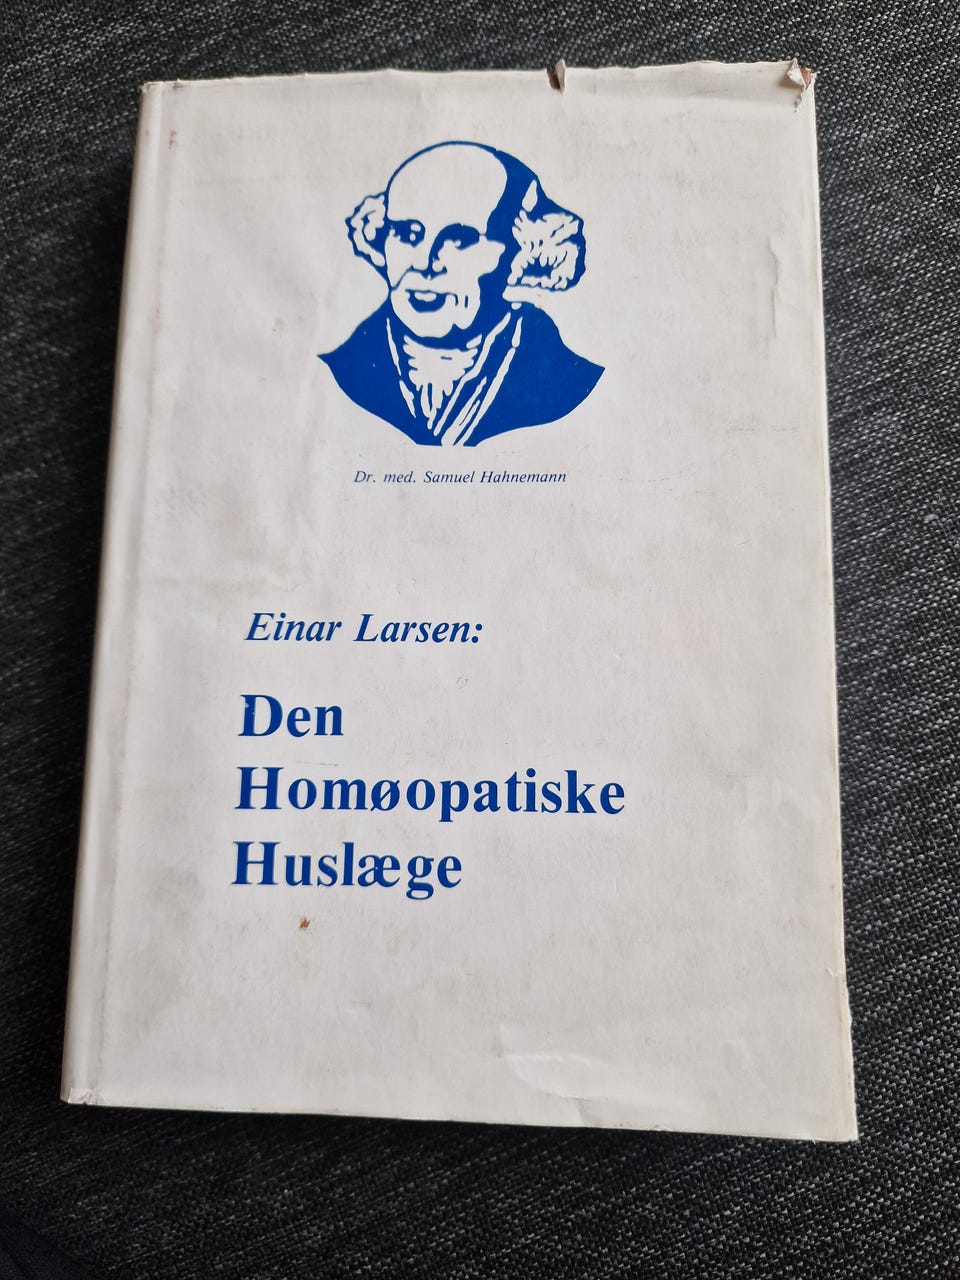 Dr. med. Samuel Hahnemann
Einar Larsen:
Den
Homøopatiske
Huslæge